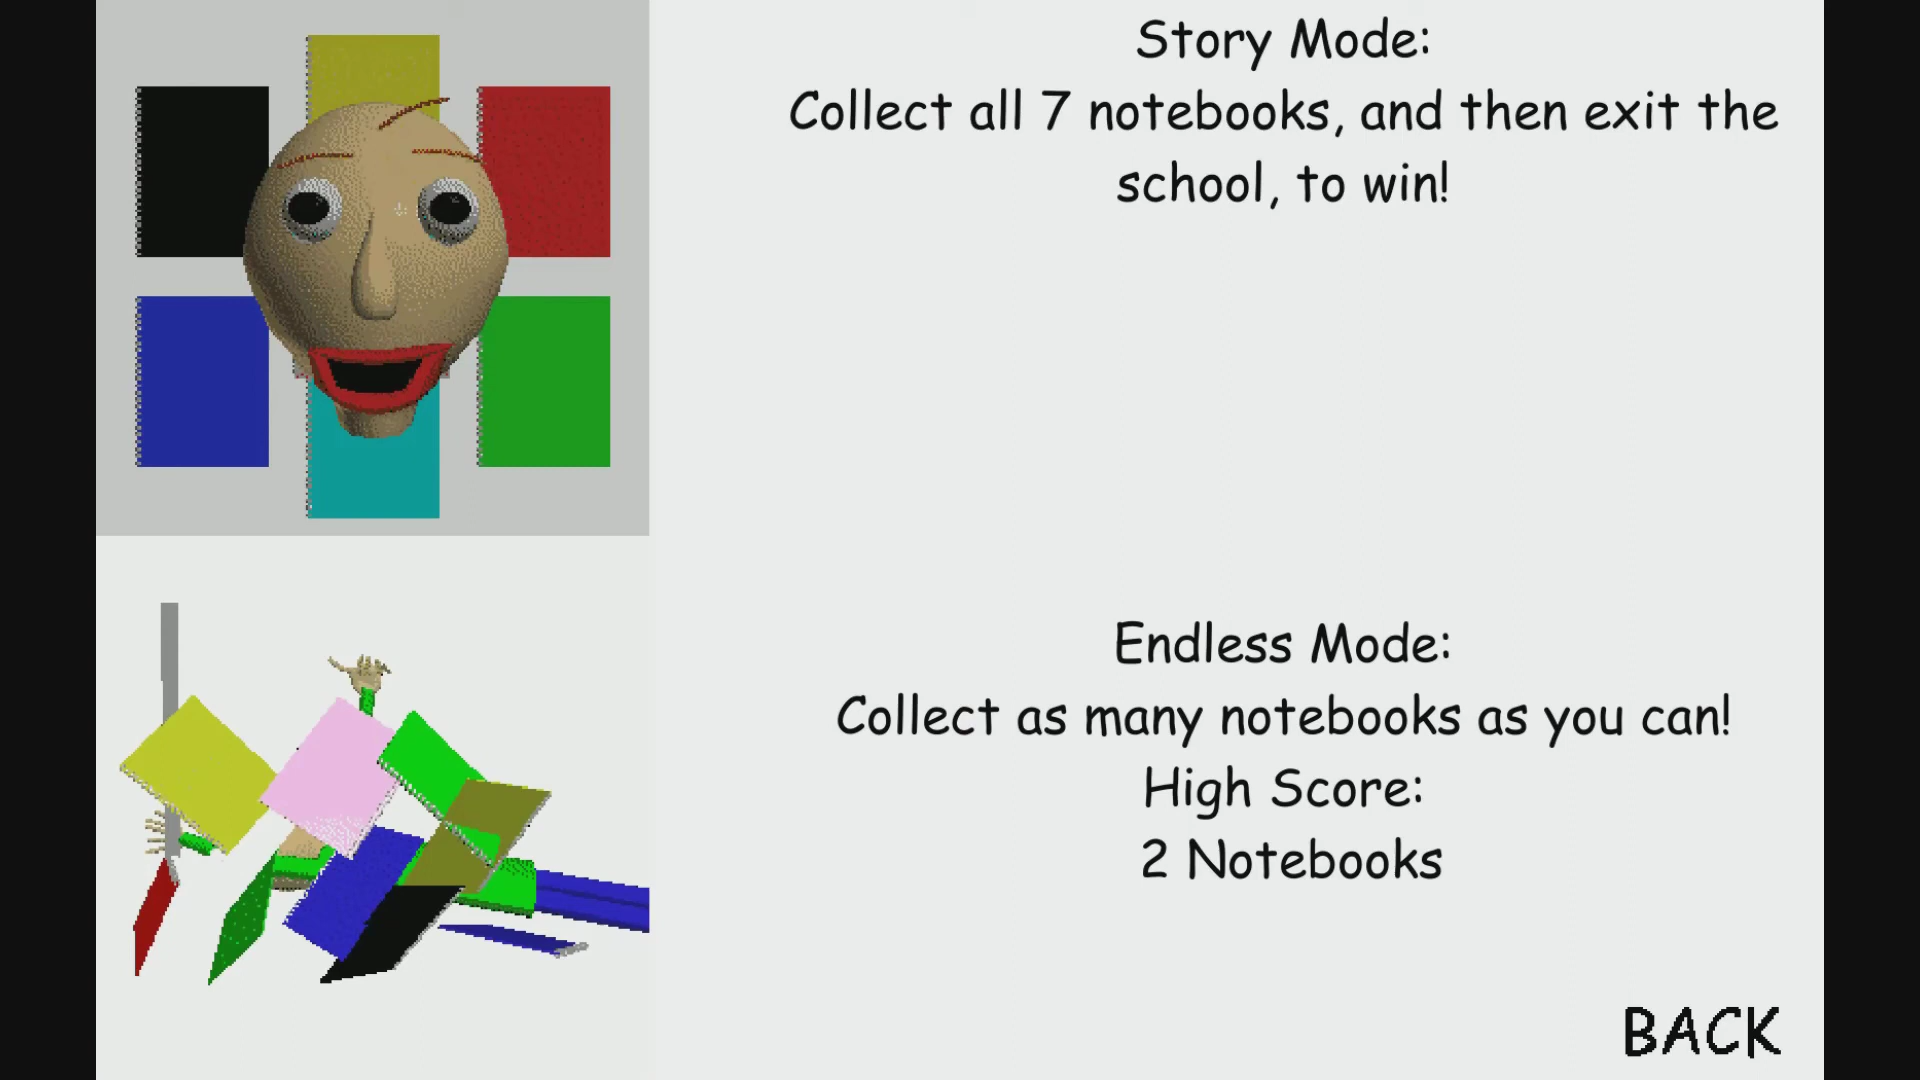 Story Mode:
Collect all 7 notebooks, and then exit the
school, to win!
Endless Mode:
Collect as many notebooks as you can!
High Score:
2 Notebooks
BACK